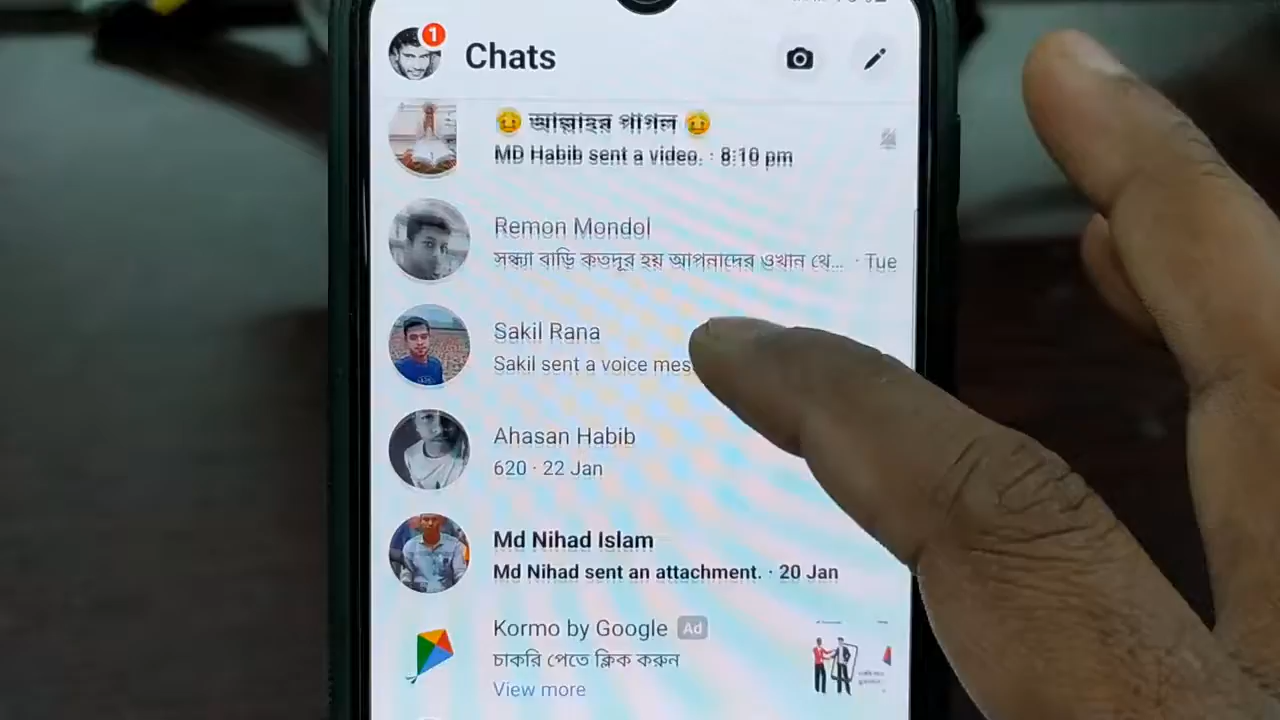 1
Chats
🤑 আল্লাহর পাগল 🤑
MD Habib sent a video. · 8:10 pm
Remon Mondol
সন্ধ্যা বাড়ি কতদূর হয় আপনাদের ওখান থে... · Tue
Sakil Rana
Sakil sent a voice mes
Ahasan Habib
620 · 22 Jan
Md Nihad Islam
Md Nihad sent an attachment. · 20 Jan
Kormo by Google Ad
চাকরি পেতে ক্লিক করুন
View more